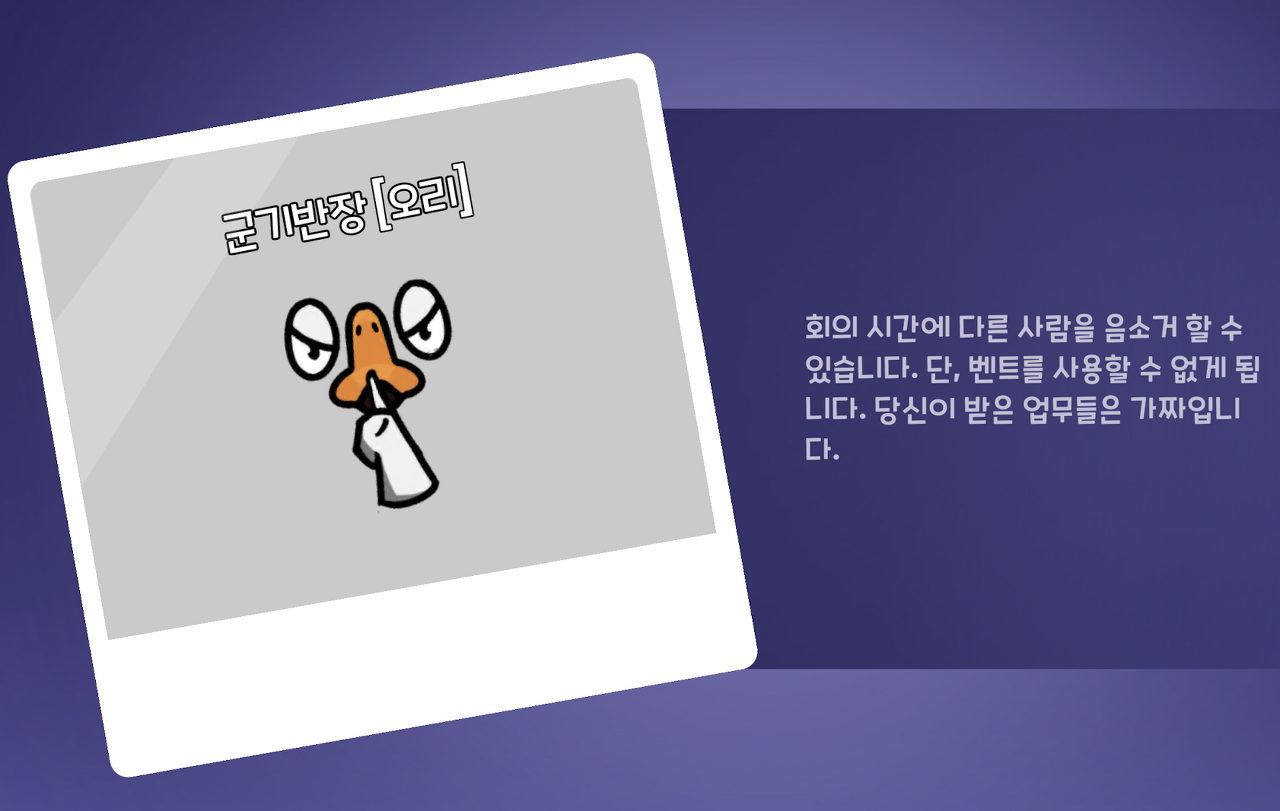 군기반장 [오리]
회의 시간에 다른 사람을 음소거 할 수
있습니다. 단, 벤트를 사용할 수 없게 됩
니다. 당신이 받은 업무들은 가짜입니
다.